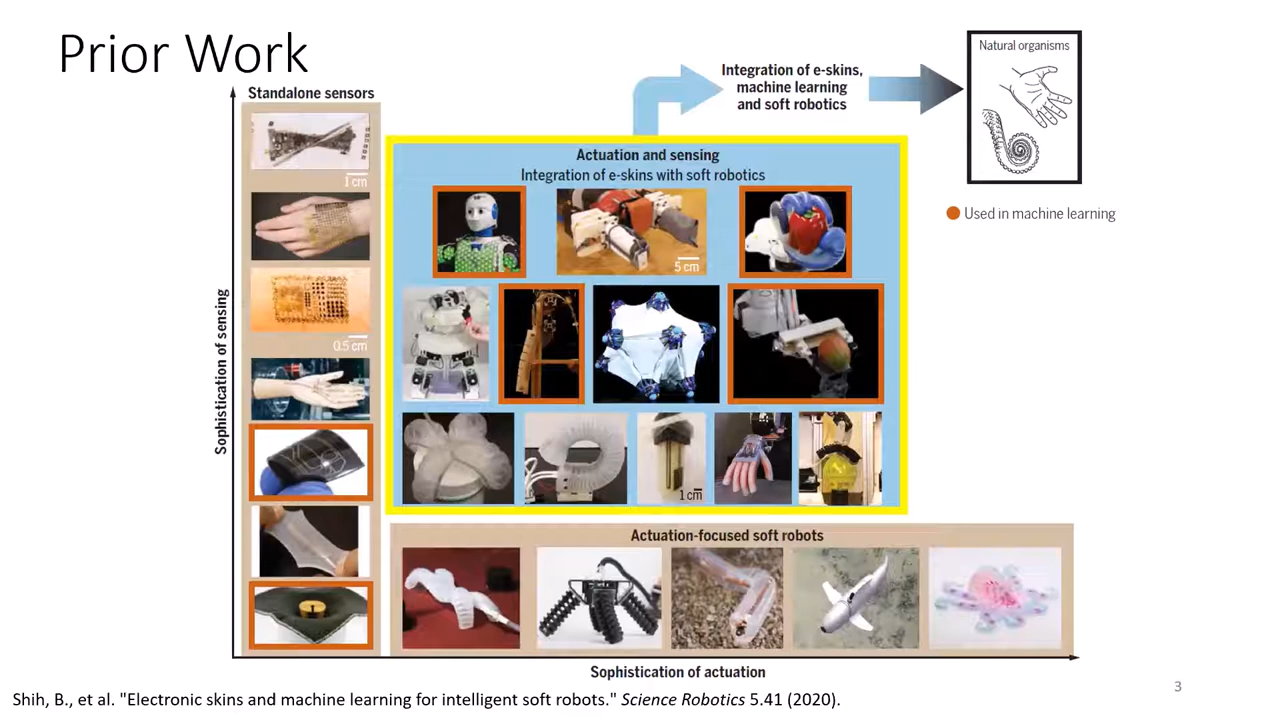 Prior Work
Standalone sensors
1 cm
0.5 cm
Sophistication of sensing
Actuation and sensing
Integration of e-skins with soft robotics
5 cm
1 cm
Integration of e-skins,
machine learning
and soft robotics
Natural organisms
Used in machine learning
Actuation-focused soft robots
Sophistication of actuation
Shih, B., et al. "Electronic skins and machine learning for intelligent soft robots." Science Robotics 5.41 (2020).
3